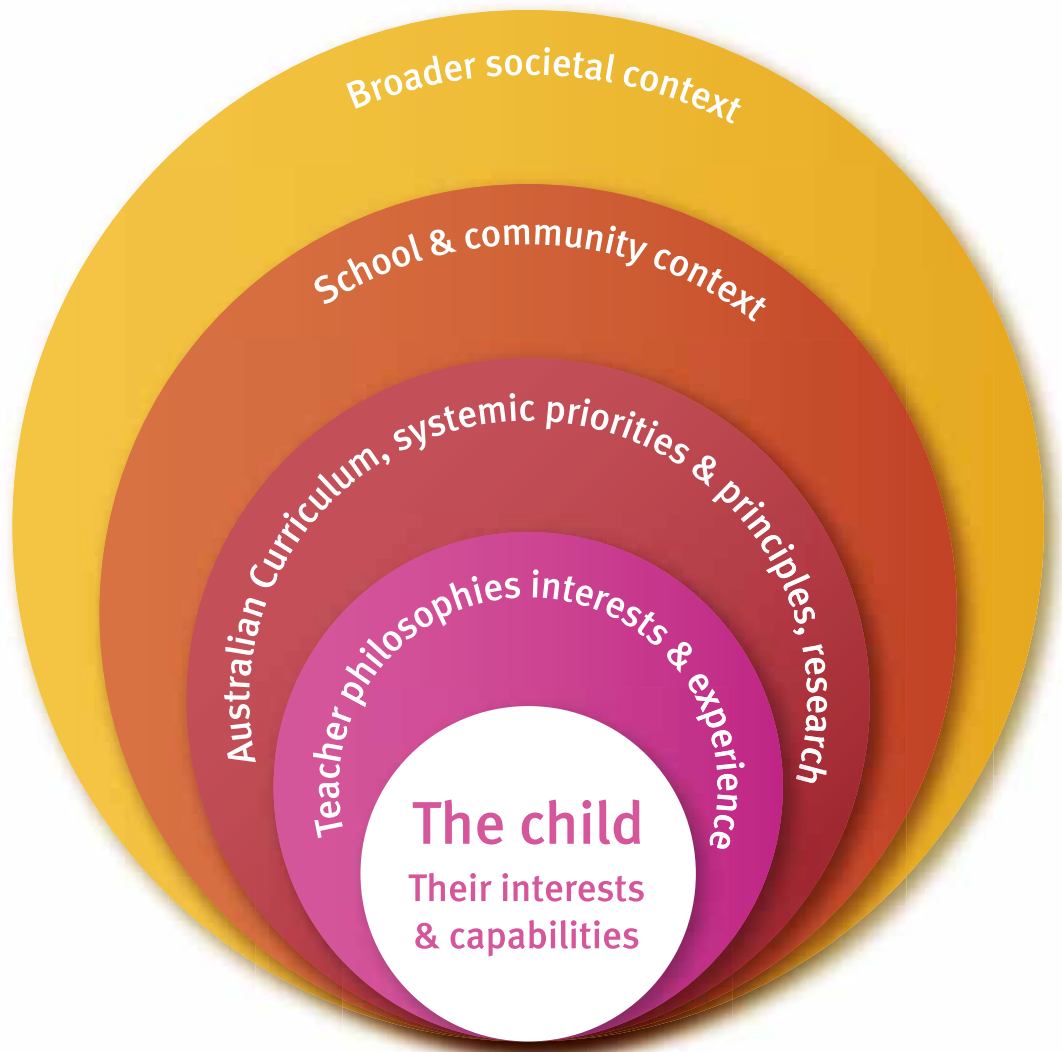 Broader societal context
School & community context
Australian Curriculum, systemic priorities & principles, research
Teacher philosophies interests & experience
The child
Their interests
& capabilities